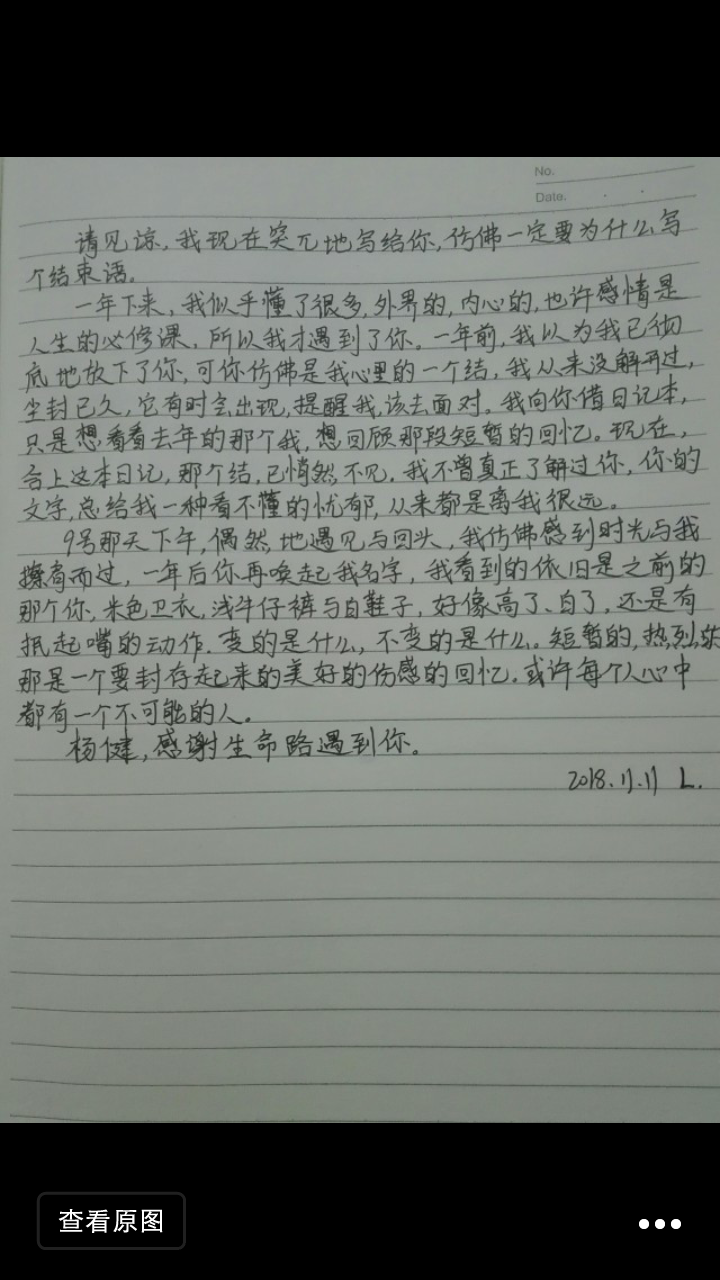 No.
Date.
请见谅,我现在突兀地写给你,仿佛一定要为什么写
个结束语。
一年下来,我似乎懂了很多,外界的,内心的,也许感情是
人生的必修课,所以我才遇到了你。一年前,我以为我已彻
底地放下了你,可你仿佛是我心里的一个结,我从来没解开过,
尘封已久,它有时会出现,提醒我,该去面对。我向你借日记本,
只是想看看去年的那个我,想回顾那段短暂的回忆。现在,
合上这本日记,那个结,已悄然不见。我不曾真正了解过你,你的
文字,总给我一种看不懂的忧郁,从来都是离我很远。
9号那天下午,偶然地遇见与回头,我仿佛感到时光与我
擦肩而过,一年后你再唤起我名字,我看到的依旧是之前的
那个你,米色卫衣,浅牛仔裤与白鞋子,好像高了、白了,还是有
抿起嘴的动作。变的是什么,不变的是什么。短暂的,热烈的
那是一个要封存起来的美好的伤感的回忆。或许每个人心中
都有一个不可能的人。
杨健,感谢生命路遇到你。
2018.11.11 L.
查看原图